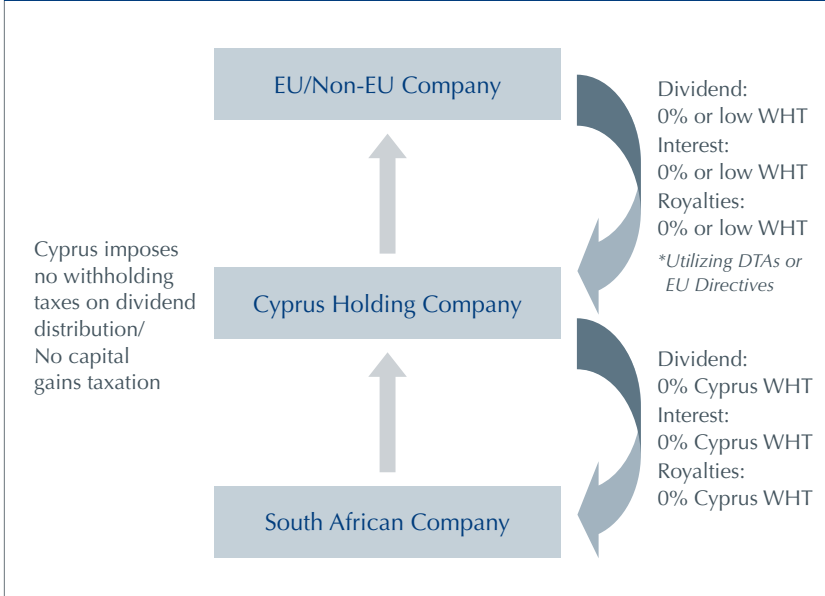 EU/Non-EU Company
Dividend:
0% or low WHT
Interest:
0% or low WHT
Royalties:
0% or low WHT
*Utilizing DTAs or
EU Directives
Cyprus imposes
no withholding
taxes on dividend
distribution/
No capital
gains taxation
Cyprus Holding Company
Dividend:
0% Cyprus WHT
Interest:
0% Cyprus WHT
Royalties:
0% Cyprus WHT
South African Company